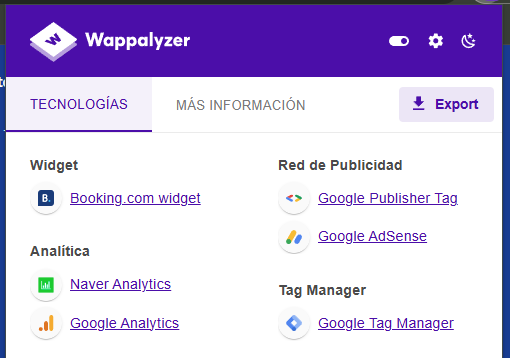 Wappalyzer
TECNOLOGÍAS
MÁS INFORMACIÓN
Export
Widget
Booking.com widget
Analítica
Naver Analytics
Google Analytics
Red de Publicidad
Google Publisher Tag
Google AdSense
Tag Manager
Google Tag Manager